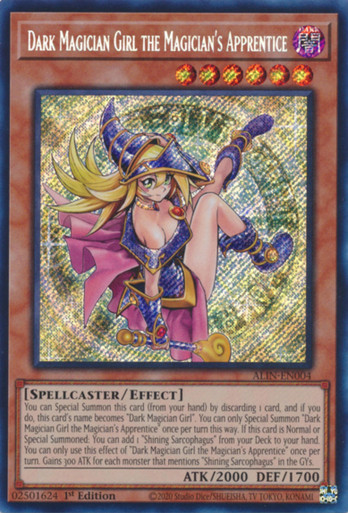 DARK MAGICIAN GIRL THE MAGICIAN'S APPRENTICE
ALIN-EN004
[SPELLCASTER/EFFECT]
You can Special Summon this card (from your hand) by discarding 1 card, and if you
do, this card's name becomes "Dark Magician Girl". You can only Special Summon "Dark
Magician Girl the Magician's Apprentice" once per turn this way. If this card is Normal or
Special Summoned: You can add 1 "Shining Sarcophagus" from your Deck to your hand.
You can only use this effect of "Dark Magician Girl the Magician's Apprentice" once per
turn. Gains 300 ATK for each monster that mentions "Shining Sarcophagus" in the GYs.
ATK/2000 DEF/1700
02501624 1st Edition ©2020 Studio Dice/SHUEISHA, TV TOKYO, KONAMI